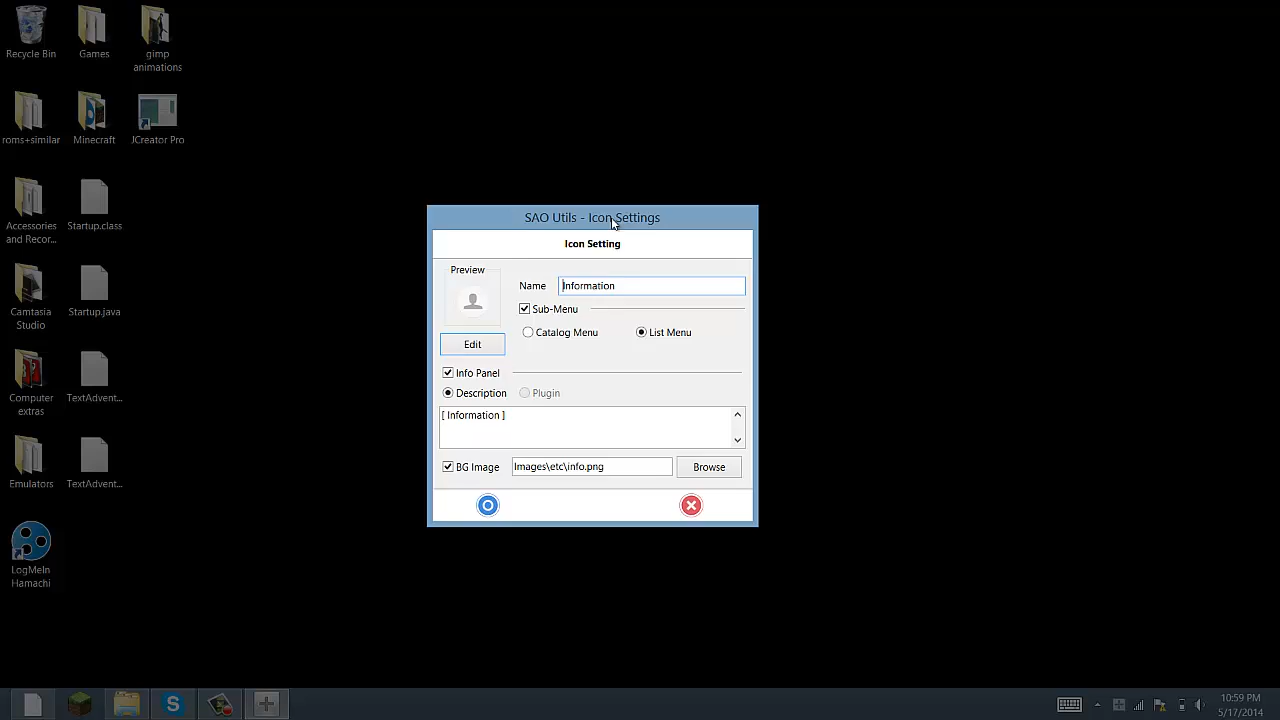 Recycle Bin
Games
gimp
animations
roms+similar
Minecraft
JCreator Pro
Accessories
and Recor...
Startup.class
Camtasia
Studio
Startup.java
Computer
extras
TextAdvent...
Emulators
TextAdvent...
LogMeIn
Hamachi
SAO Utils - Icon Settings
Icon Setting
Preview
Name
Information
Sub-Menu
Catalog Menu
List Menu
Edit
Info Panel
Description
Plugin
[ Information ]
BG Image
Images\etc\info.png
Browse
10:59 PM
5/17/2014